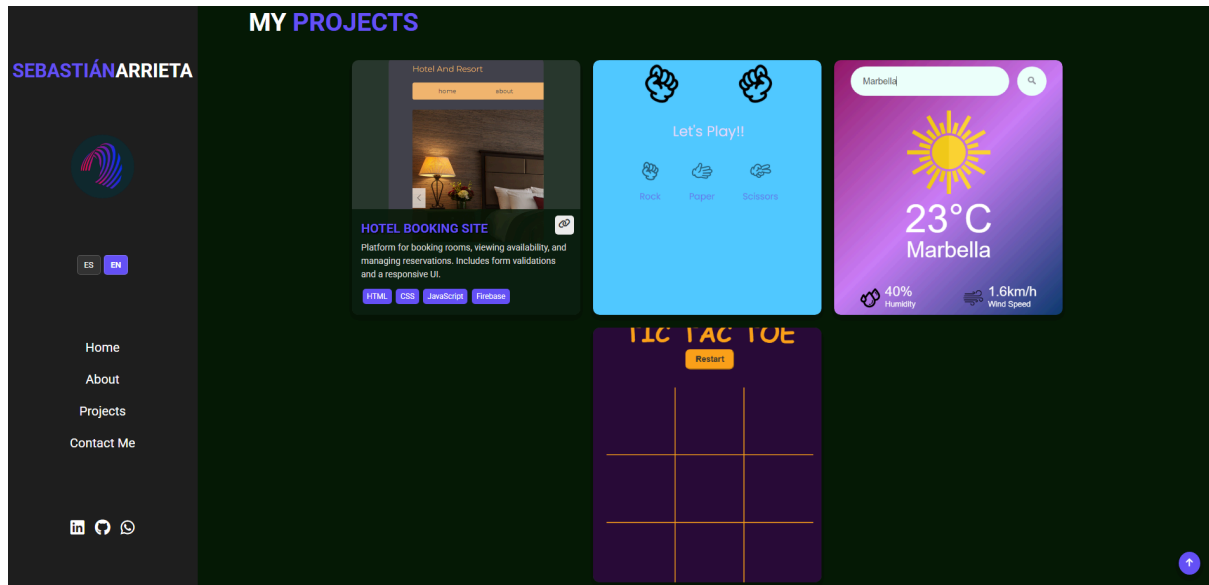 MY PROJECTS
SEBASTIÁNARRIETA
ES EN
Home
About
Projects
Contact Me
Hotel And Resort
home about
HOTEL BOOKING SITE
Platform for booking rooms, viewing availability, and
managing reservations. Includes form validations
and a responsive UI.
HTML CSS JavaScript Firebase
Let's Play!!
Rock Paper Scissors
Marbella
23°C
Marbella
40%
Humidity
1.6km/h
Wind Speed
TIC TAC TOE
Restart